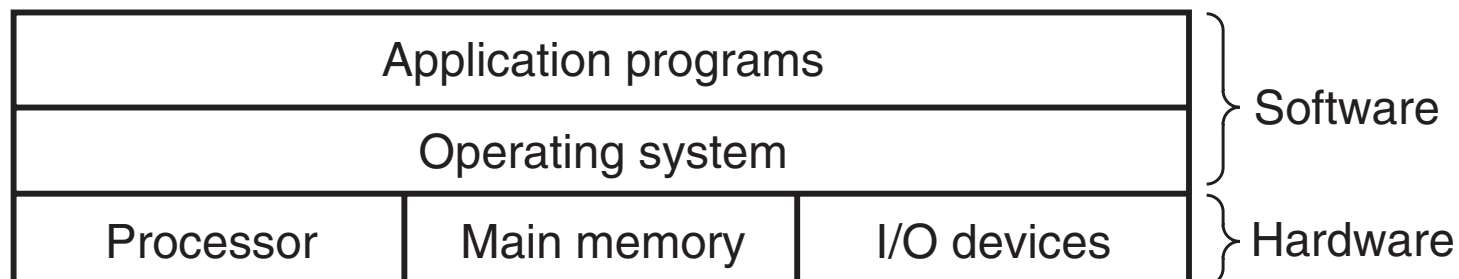 Application programs
Software
Operating system
Processor Main memory I/O devices Hardware